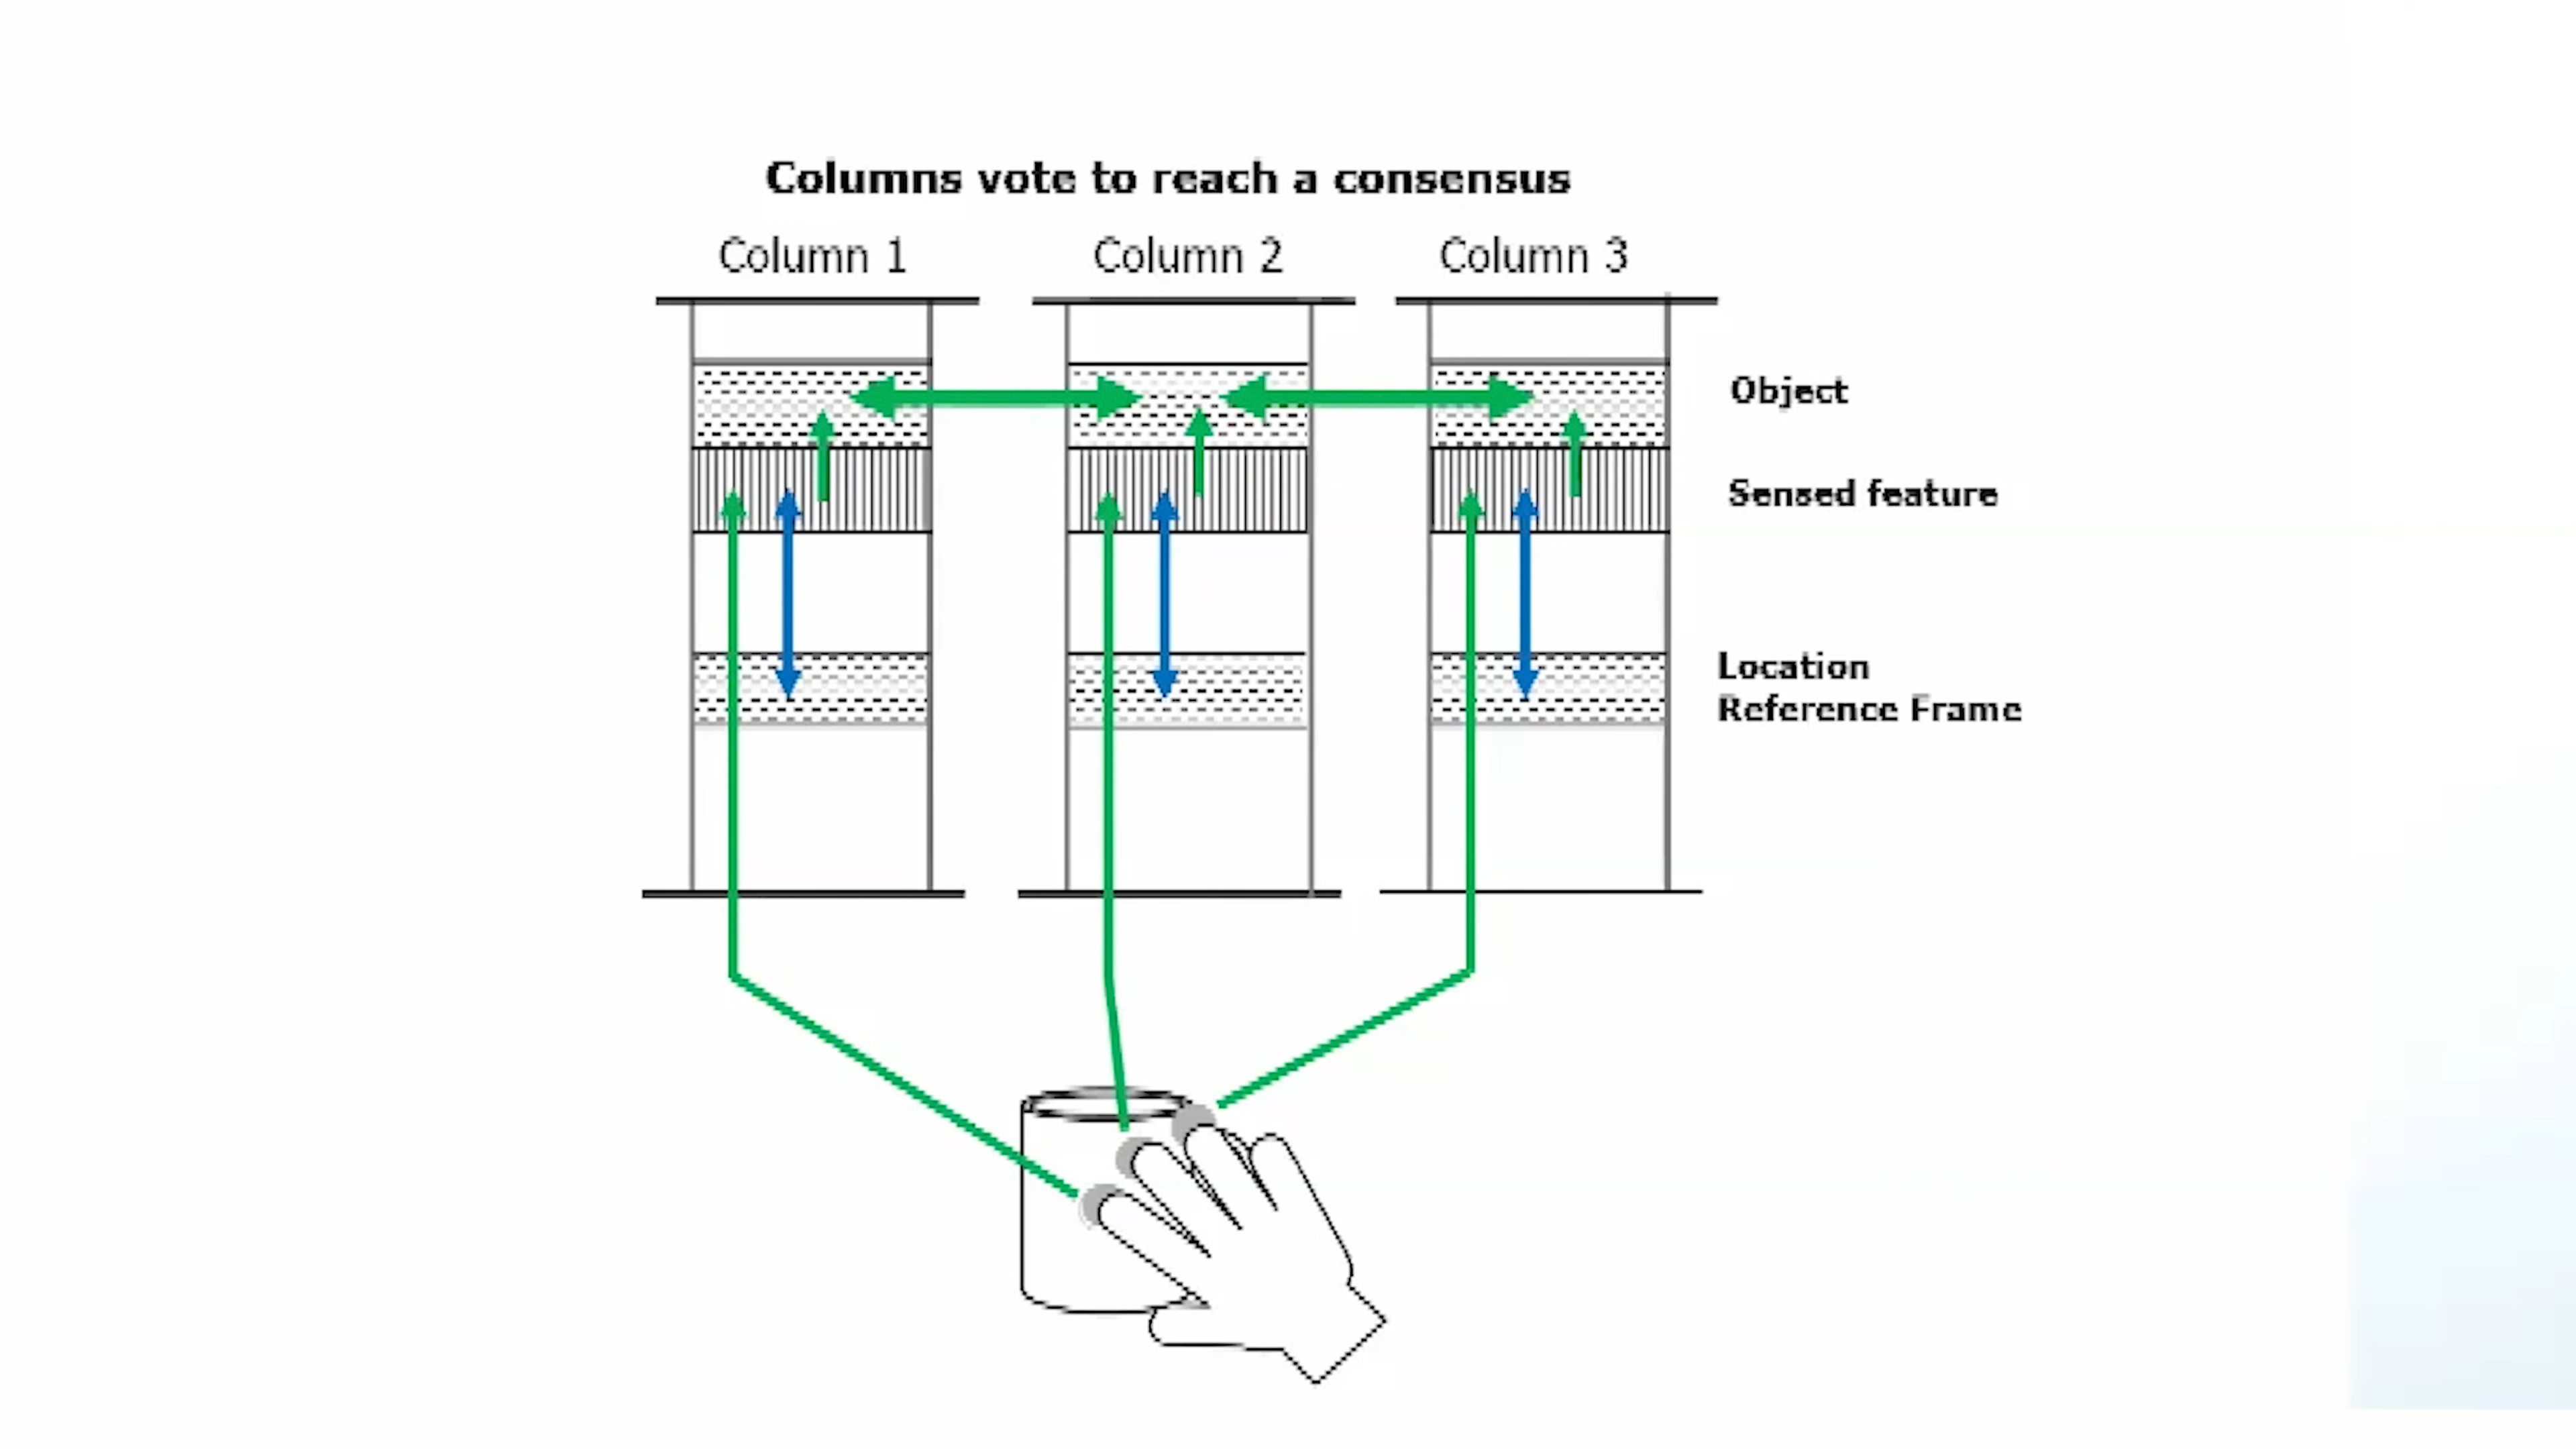 Columns vote to reach a consensus
Column 1
Column 2
Column 3
Object
Sensed feature
Location
Reference Frame